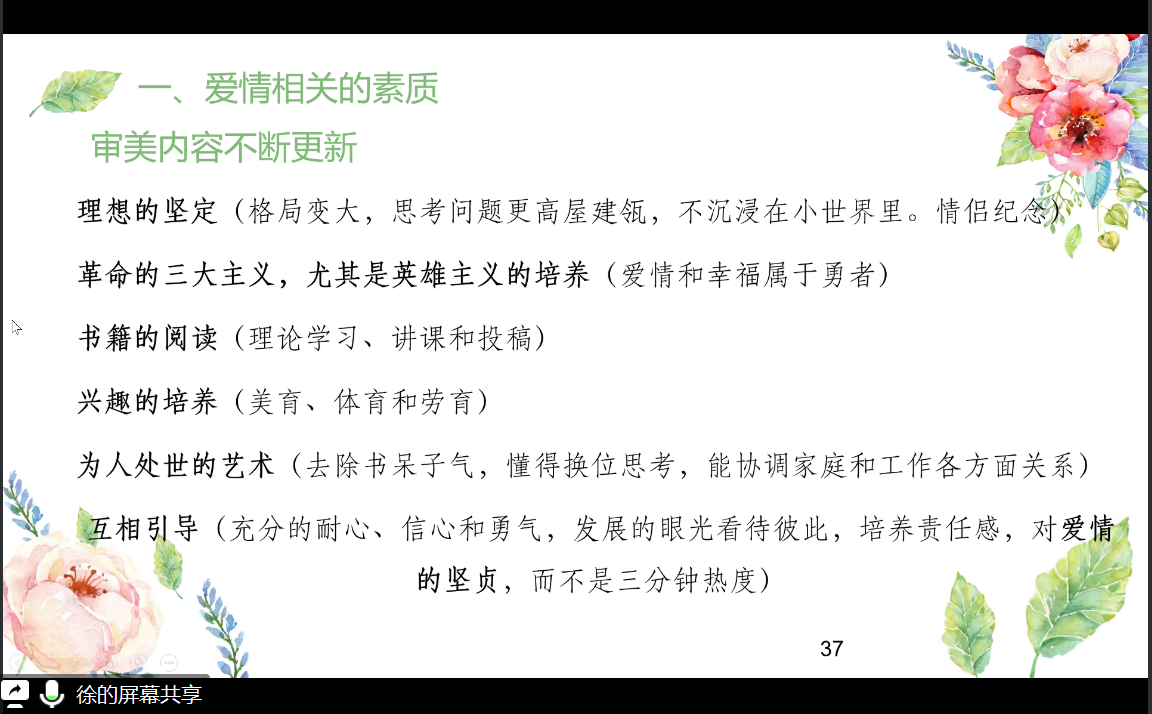 一、爱情相关的素质
审美内容不断更新
理想的坚定（格局变大，思考问题更高屋建瓴，不沉浸在小世界里。情侣纪念）
革命的三大主义，尤其是英雄主义的培养（爱情和幸福属于勇者）
书籍的阅读（理论学习、讲课和投稿）
兴趣的培养（美育、体育和劳育）
为人处世的艺术（去除书呆子气，懂得换位思考，能协调家庭和工作各方面关系）
互相引导（充分的耐心、信心和勇气，发展的眼光看待彼此，培养责任感，对爱情
的坚贞，而不是三分钟热度）
37
徐的屏幕共享